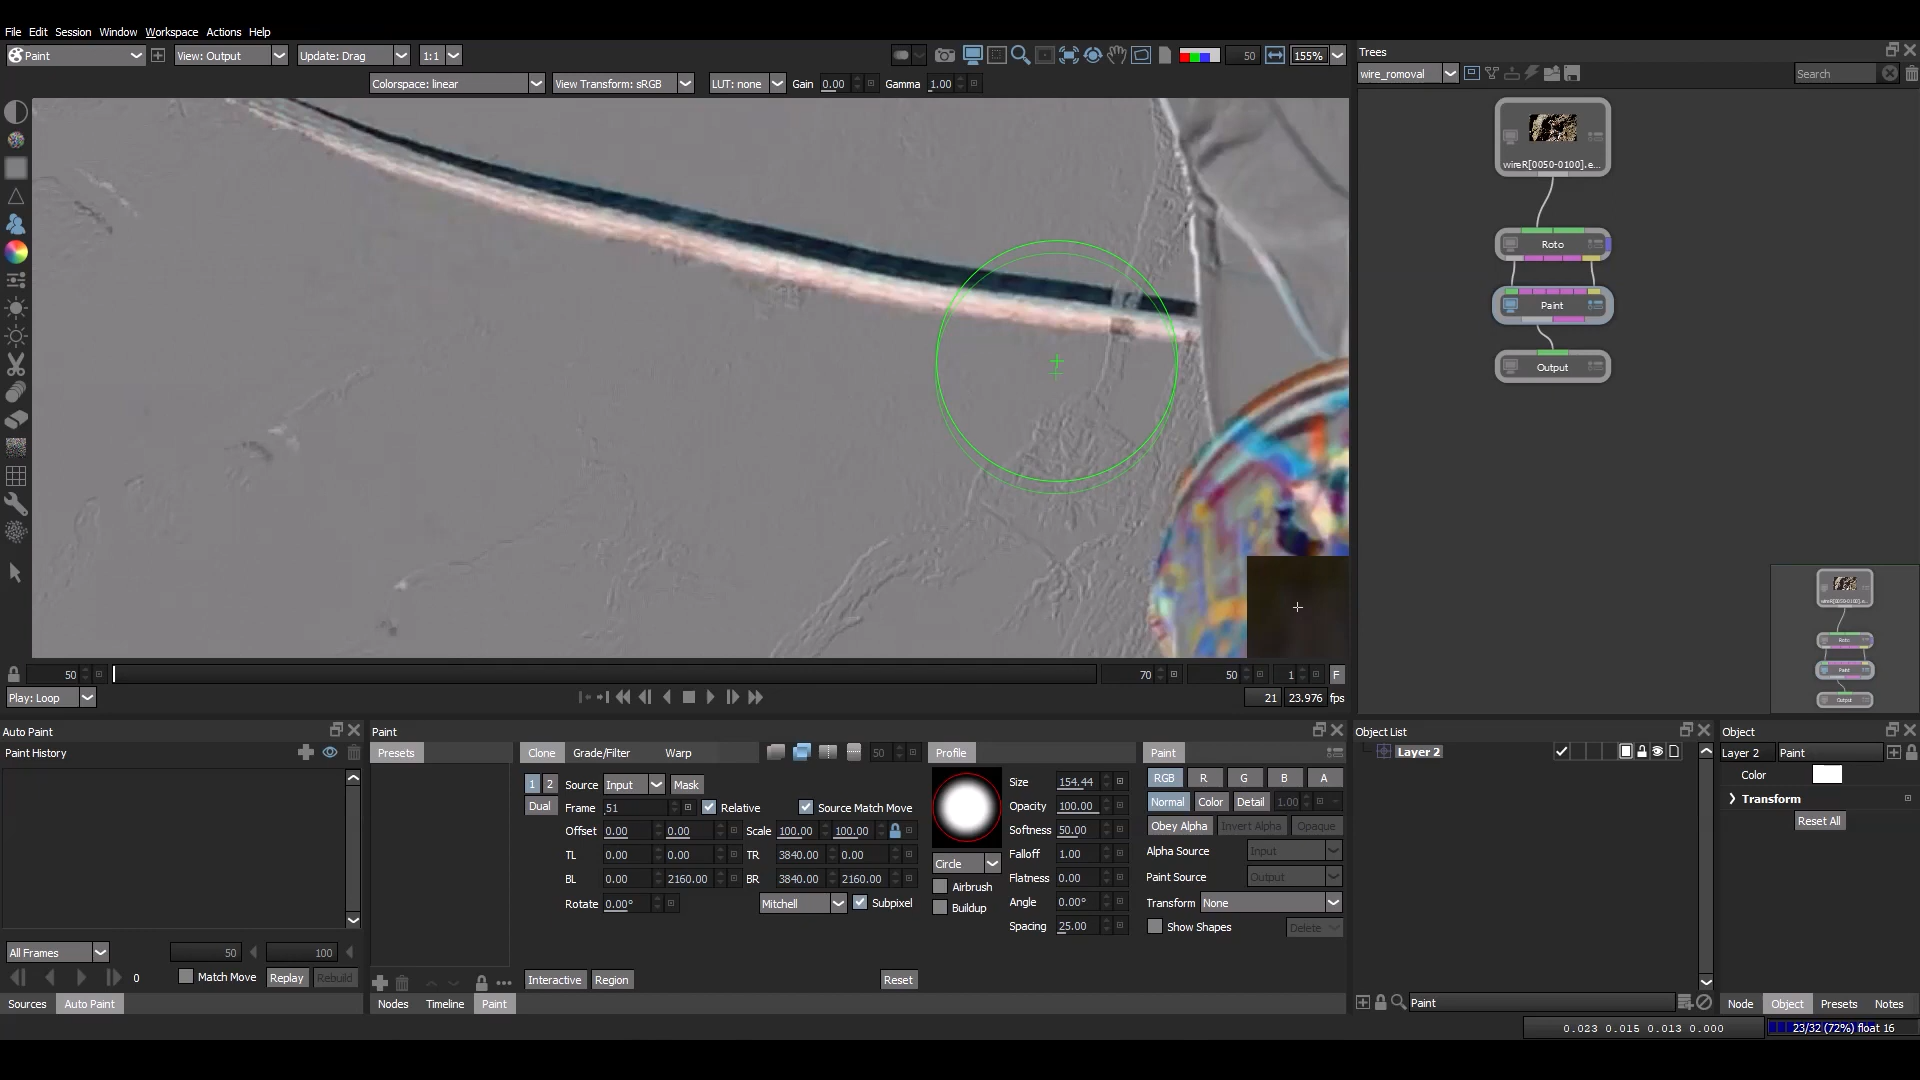 File Edit Session Window Workspace Actions Help
Paint View: Output Update: Drag 1:1 50 155%
Colorspace: linear View Transform: sRGB LUT: none Gain 0.00 Gamma 1.00
Trees
wire_romoval Search
wireR[0050-0100].e...
Roto
Paint
Output
Roto
Paint
Output
50 70 50 1 F
Play: Loop 21 23.976 fps
Auto Paint
Paint History
All Frames 50 100
0 Match Move Replay Rebuild
Sources Auto Paint
Paint
Presets Clone Grade/Filter Warp 50 Profile Paint
1 2 Source Input Mask
Dual Frame 51 Relative Source Match Move
Offset 0.00 0.00 Scale 100.00 100.00
TL 0.00 0.00 TR 3840.00 0.00
BL 0.00 2160.00 BR 3840.00 2160.00
Rotate 0.00° Mitchell Subpixel
Interactive Region Reset
Nodes Timeline Paint
Circle
Airbrush
Buildup
Size 154.44
Opacity 100.00
Softness 50.00
Falloff 1.00
Flatness 0.00
Angle 0.00°
Spacing 25.00
RGB R G B A
Normal Color Detail 1.00
Obey Alpha Invert Alpha Opaque
Alpha Source Input
Paint Source Output
Transform None
Show Shapes Delete
Object List
Layer 2
Paint
Object
Layer 2 Paint
Color
Transform
Reset All
Node Object Presets Notes
0.023 0.015 0.013 0.000 23/32 (72%) float 16